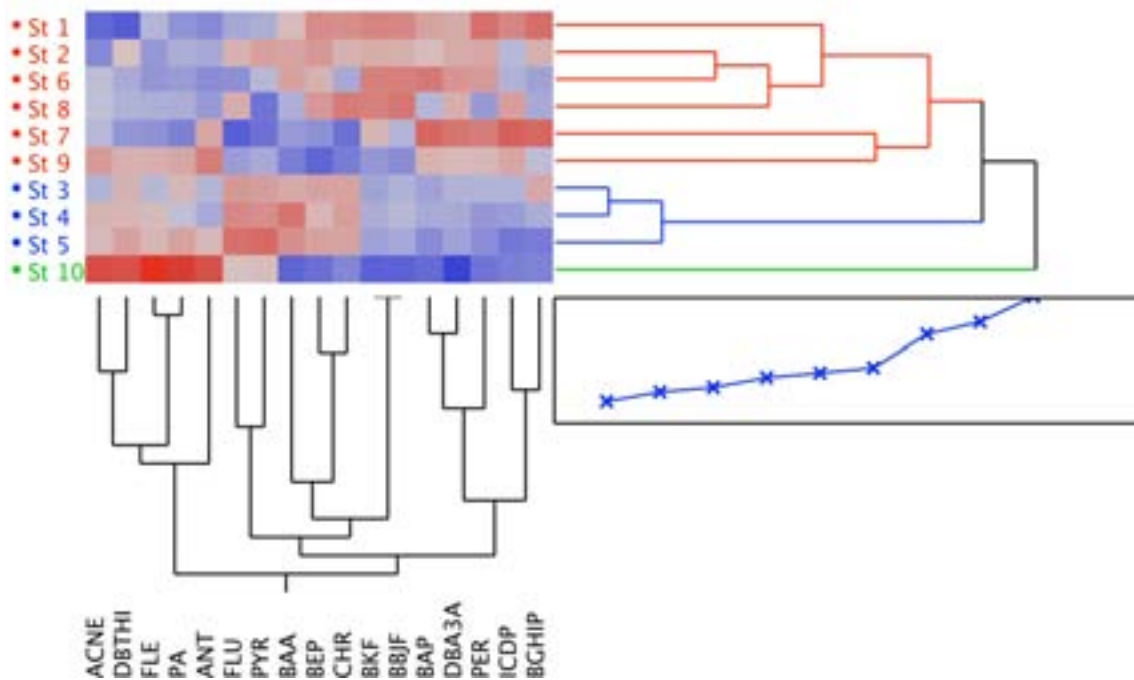 St 1
St 2
St 6
St 8
St 7
St 9
St 3
St 4
St 5
St 10
ACNE
DBTHI
FLE
PA
ANT
FLU
PYR
BAA
BEP
CHR
BKF
BBJF
BAP
DBA3A
PER
ICDP
BGHIP